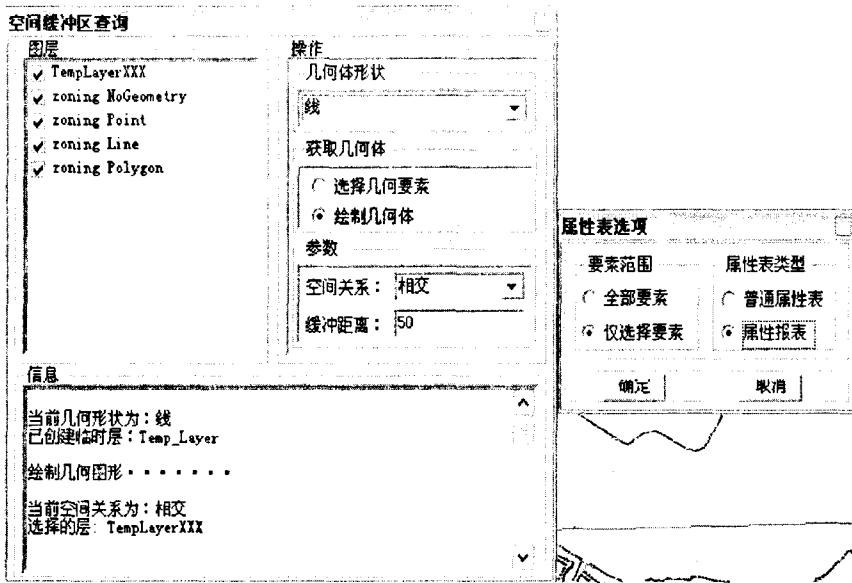 空间缓冲区查询
图层
TempLayerXXX
zoning NoGeometry
zoning Point
zoning Line
zoning Polygon
操作
几何体形状
线
获取几何体
选择几何要素
绘制几何体
参数
空间关系： 相交
缓冲距离： 50
信息
当前几何形状为：线
已创建临时层：Temp_Layer
绘制几何图形·······
当前空间关系为：相交
选择的层: TempLayerXXX
属性表选项
要素范围
全部要素
仅选择要素
属性表类型
普通属性表
属性报表
确定
取消